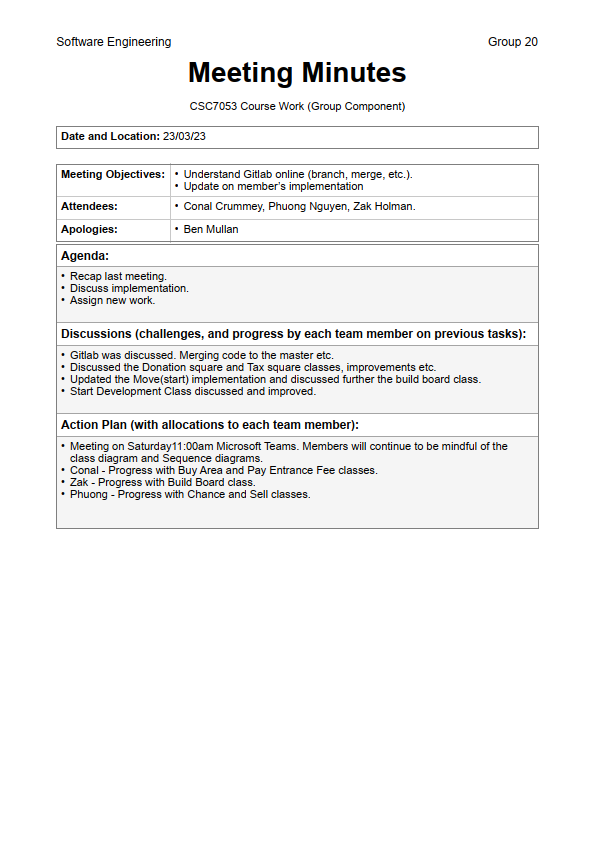 Software Engineering Group 20
Meeting Minutes
CSC7053 Course Work (Group Component)
Date and Location: 23/03/23
Meeting Objectives: • Understand Gitlab online (branch, merge, etc.).
• Update on member's implementation
Attendees: • Conal Crummey, Phuong Nguyen, Zak Holman.
Apologies: • Ben Mullan
Agenda:
• Recap last meeting.
• Discuss implementation.
• Assign new work.
Discussions (challenges, and progress by each team member on previous tasks):
• Gitlab was discussed. Merging code to the master etc.
• Discussed the Donation square and Tax square classes, improvements etc.
• Updated the Move(start) implementation and discussed further the build board class.
• Start Development Class discussed and improved.
Action Plan (with allocations to each team member):
• Meeting on Saturday11:00am Microsoft Teams. Members will continue to be mindful of the
class diagram and Sequence diagrams.
• Conal - Progress with Buy Area and Pay Entrance Fee classes.
• Zak - Progress with Build Board class.
• Phuong - Progress with Chance and Sell classes.